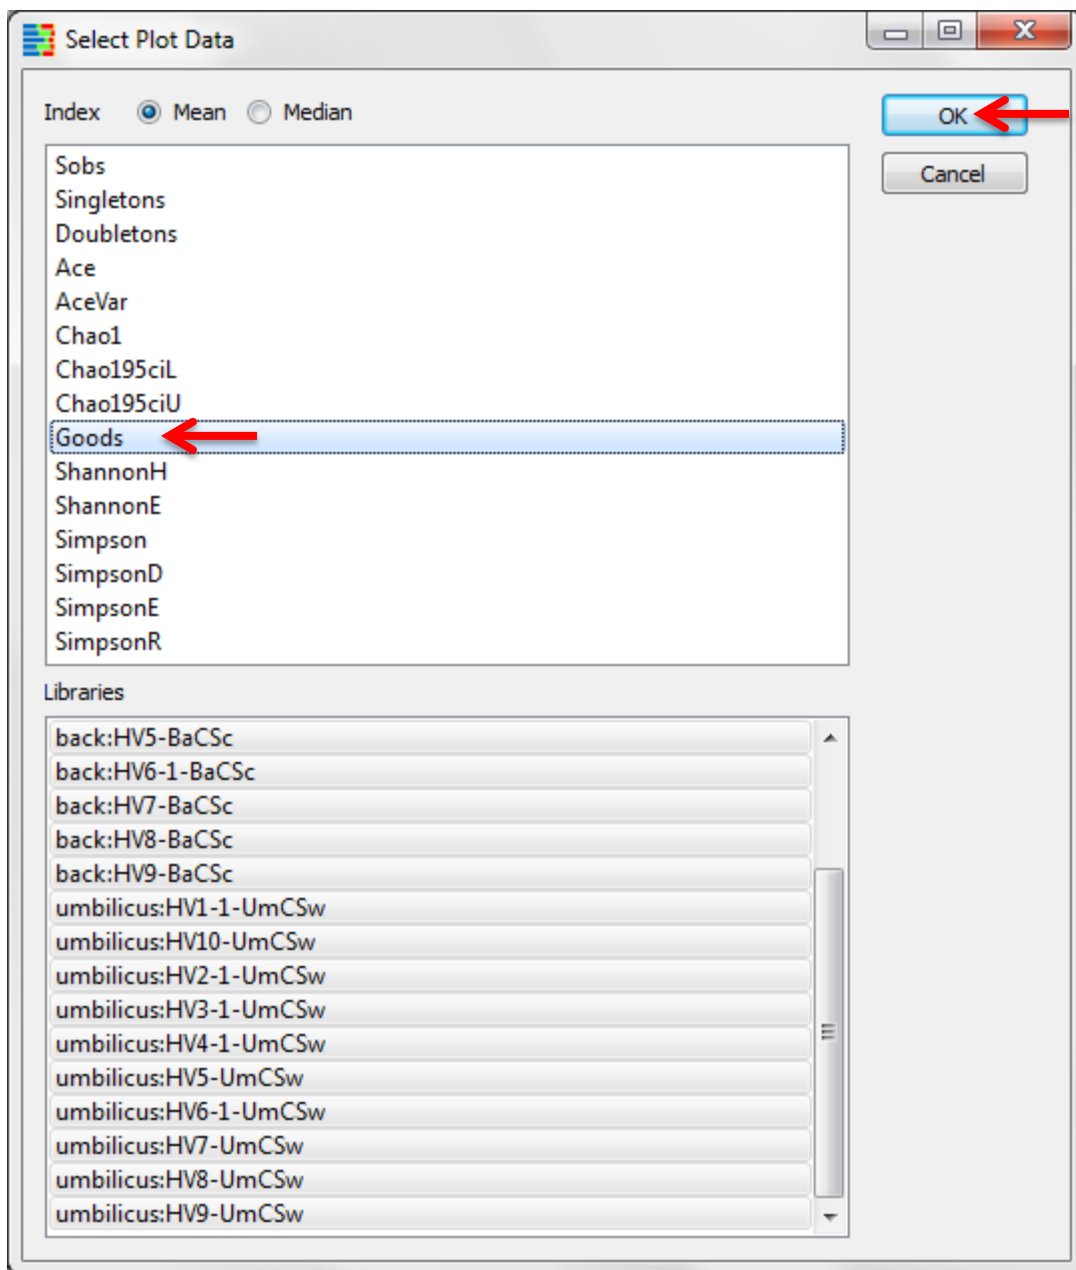 Select Plot Data
Index Mean Median
OK
Cancel
Sobs
Singletons
Doubletons
Ace
AceVar
Chao1
Chao195ciL
Chao195ciU
Goods
ShannonH
ShannonE
Simpson
SimpsonD
SimpsonE
SimpsonR
Libraries
back:HV5-BaCSc
back:HV6-1-BaCSc
back:HV7-BaCSc
back:HV8-BaCSc
back:HV9-BaCSc
umbilicus:HV1-1-UmCSw
umbilicus:HV10-UmCSw
umbilicus:HV2-1-UmCSw
umbilicus:HV3-1-UmCSw
umbilicus:HV4-1-UmCSw
umbilicus:HV5-UmCSw
umbilicus:HV6-1-UmCSw
umbilicus:HV7-UmCSw
umbilicus:HV8-UmCSw
umbilicus:HV9-UmCSw